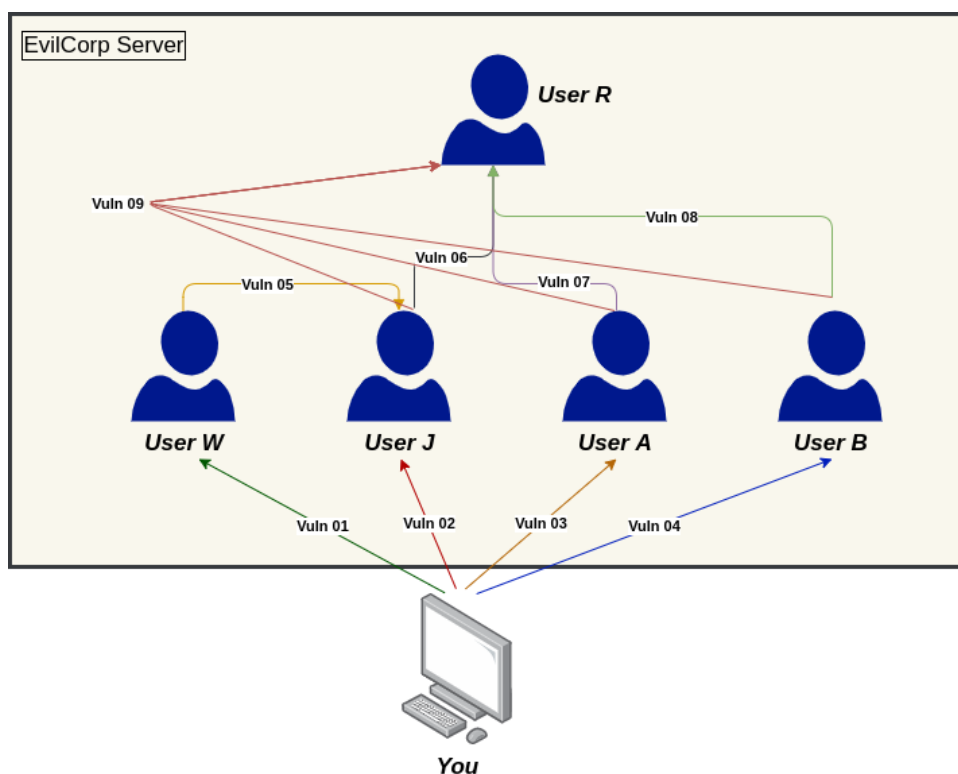 EvilCorp Server
User R
Vuln 09
Vuln 08
Vuln 06
Vuln 05
Vuln 07
User W
User J
User A
User B
Vuln 01
Vuln 02
Vuln 03
Vuln 04
You